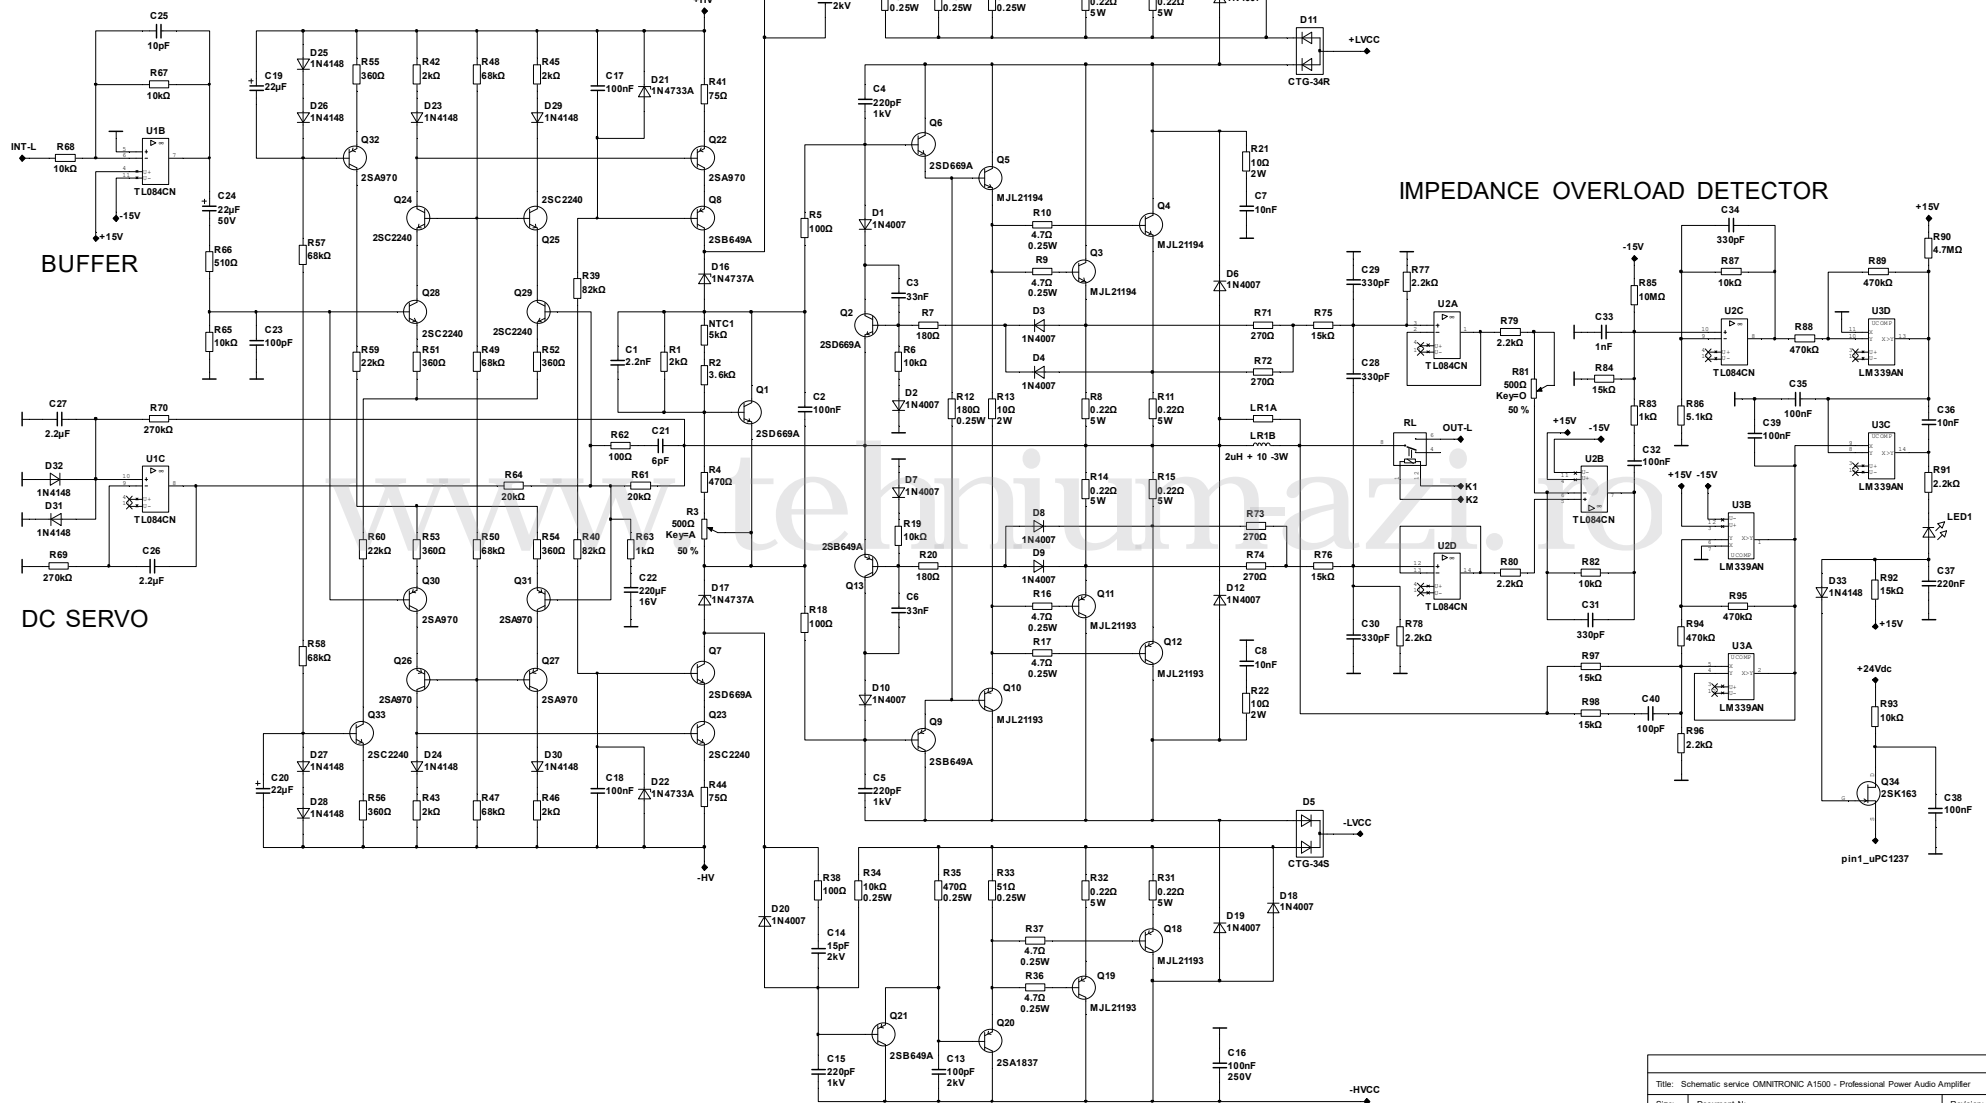 C25
10pF
R67
10kΩ
INT-L
R68
10kΩ
U1B
TL084CN
-15V
+15V
C24
22µF
50V
R66
510Ω
BUFFER
R65
10kΩ
C23
100pF
C19
22µF
D25
1N4148
D26
1N4148
R55
360Ω
R42
2kΩ
D23
1N4148
R48
68kΩ
R45
2kΩ
D29
1N4148
C17
100nF
D21
1N4733A
R41
75Ω
Q32
2SA970
Q22
2SA970
Q24
2SC2240
2SC2240
Q25
Q8
2SB649A
R57
68kΩ
R39
82kΩ
D16
1N4737A
Q28
2SC2240
Q29
2SC2240
NTC1
5kΩ
R59
22kΩ
R51
360Ω
R49
68kΩ
R52
360Ω
C1
2.2nF
R1
2kΩ
R2
3.6kΩ
Q1
2SD669A
C2
100nF
R5
100Ω
C27
2.2µF
R70
270kΩ
D32
1N4148
D31
1N4148
U1C
TL084CN
R69
270kΩ
C26
2.2µF
DC SERVO
R62
100Ω
C21
6pF
R64
20kΩ
R61
20kΩ
R4
470Ω
R3
500Ω
Key=A
50 %
R60
22kΩ
R53
360Ω
R50
68kΩ
R54
360Ω
R40
82kΩ
R63
1kΩ
C22
220µF
16V
Q30
2SA970
Q31
2SA970
D17
1N4737A
R18
100Ω
R58
68kΩ
Q26
2SA970
Q27
2SA970
Q7
2SD669A
Q33
2SC2240
Q23
2SC2240
C20
22µF
D27
1N4148
D28
1N4148
R56
360Ω
D24
1N4148
R43
2kΩ
R47
68kΩ
D30
1N4148
R46
2kΩ
C18
100nF
D22
1N4733A
R44
75Ω
-HV
2kV
0.25W
0.25W
0.25W
5W
5W
D11
CTG-34R
+LVCC
C4
220pF
1kV
Q6
2SD669A
Q5
MJL21194
Q4
MJL21194
R21
10Ω
2W
C7
10nF
D1
1N4007
R10
4.7Ω
0.25W
R9
4.7Ω
0.25W
Q3
MJL21194
D6
1N4007
C3
33nF
Q2
2SD669A
R7
180Ω
D3
1N4007
D4
1N4007
R6
10kΩ
D2
1N4007
R12
180Ω
0.25W
R13
10Ω
2W
R8
0.22Ω
5W
R11
0.22Ω
5W
R71
270Ω
R72
270Ω
R75
15kΩ
LR1A
LR1B
2uH + 10 -3W
R14
0.22Ω
5W
R15
0.22Ω
5W
D7
1N4007
R19
10kΩ
2SB649A
Q13
R20
180Ω
D8
1N4007
D9
1N4007
R73
270Ω
R74
270Ω
R76
15kΩ
C6
33nF
R16
4.7Ω
0.25W
R17
4.7Ω
0.25W
Q11
MJL21193
Q12
MJL21193
D12
1N4007
C8
10nF
R22
10Ω
2W
D10
1N4007
Q10
MJL21193
Q9
2SB649A
C5
220pF
1kV
D5
CTG-34S
-LVCC
R38
100Ω
R34
10kΩ
0.25W
R35
470Ω
0.25W
R33
51Ω
0.25W
R32
0.22Ω
5W
R31
0.22Ω
5W
D20
1N4007
C14
15pF
2kV
R37
4.7Ω
0.25W
R36
4.7Ω
0.25W
Q18
MJL21193
Q19
MJL21193
D19
1N4007
D18
1N4007
Q21
2SB649A
Q20
2SA1837
C15
220pF
1kV
C13
100pF
2kV
C16
100nF
250V
-HVCC
IMPEDANCE OVERLOAD DETECTOR
C29
330pF
R77
2.2kΩ
U2A
TL084CN
C28
330pF
R79
2.2kΩ
R81
500Ω
Key=O
50 %
RL
OUT-L
K1
K2
U2D
TL084CN
R80
2.2kΩ
C30
330pF
R78
2.2kΩ
-15V
R85
10MΩ
C33
1nF
R84
15kΩ
R83
1kΩ
C32
100nF
+15V
-15V
U2B
TL084CN
R82
10kΩ
C31
330pF
C34
330pF
R87
10kΩ
U2C
TL084CN
R86
5.1kΩ
R88
470kΩ
R89
470kΩ
U3D
LM339AN
+15V
R90
4.7MΩ
C35
100nF
C39
100nF
U3C
LM339AN
C36
10nF
R91
2.2kΩ
LED1
+15V -15V
U3B
LM339AN
R95
470kΩ
R94
470kΩ
U3A
LM339AN
R97
15kΩ
R98
15kΩ
C40
100pF
R96
2.2kΩ
D33
1N4148
R92
15kΩ
+15V
C37
220nF
+24Vdc
R93
10kΩ
Q34
2SK163
C38
100nF
pin1_uPC1237
www.tehniumazi.ro
Title: Schematic service OMNITRONIC A1500 - Professional Power Audio Amplifier